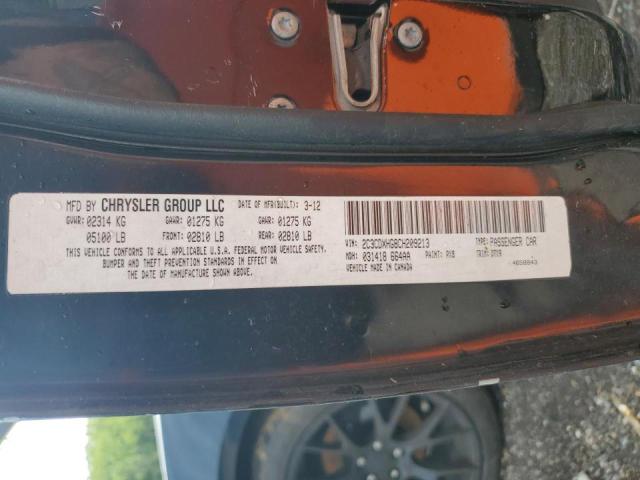 MFD BY CHRYSLER GROUP LLC DATE OF MFR(BUILT): 3-12
GVWR: 02314 KG GAWR: 01275 KG GAWR: 01275 KG
05100 LB FRONT: 02810 LB REAR: 02810 LB
THIS VEHICLE CONFORMS TO ALL APPLICABLE U.S.A. FEDERAL MOTOR VEHICLE SAFETY,
BUMPER AND THEFT PREVENTION STANDARDS IN EFFECT ON
THE DATE OF MANUFACTURE SHOWN ABOVE.
VIN: 2C3CDXHG8CH209213 TYPE: PASSENGER CAR
MDH: 031418 664AA PAINT: PX8 TRIM:
VEHICLE MADE IN CANADA 4658843